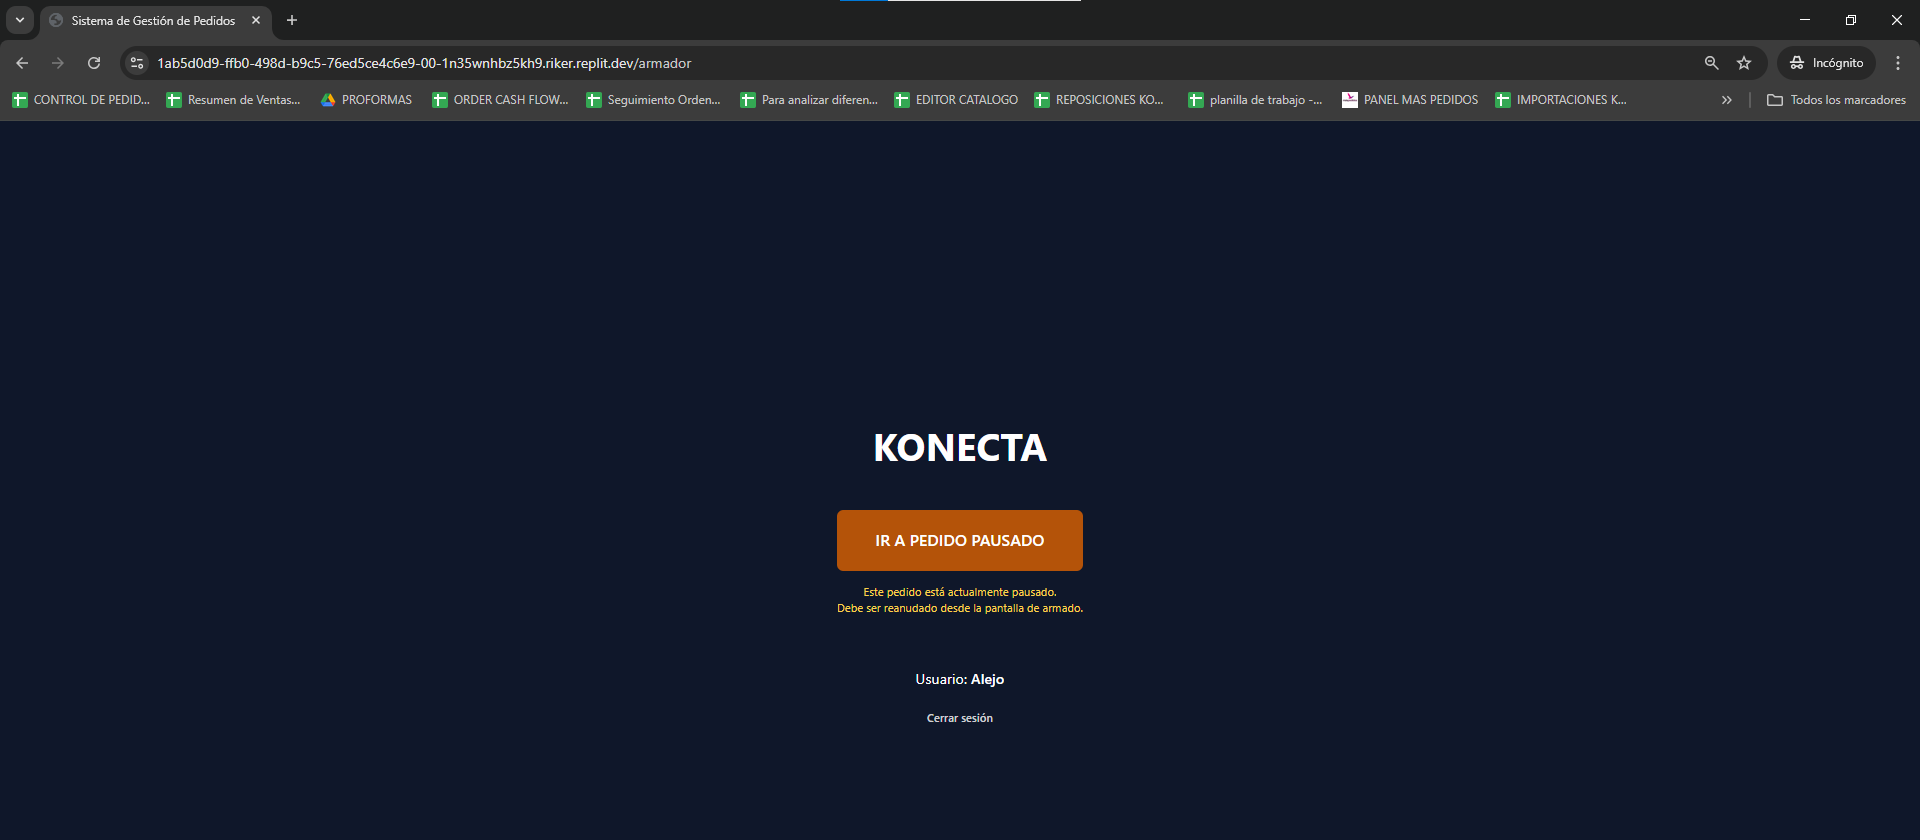 Sistema de Gestión de Pedidos
1ab5d0d9-ffb0-498d-b9c5-76ed5ce4c6e9-00-1n35wnhbz5kh9.riker.replit.dev/armador
Incógnito
CONTROL DE PEDID... Resumen de Ventas... PROFORMAS ORDER CASH FLOW... Seguimiento Orden... Para analizar diferen... EDITOR CATALOGO REPOSICIONES KO... planilla de trabajo -... PANEL MAS PEDIDOS IMPORTACIONES K... Todos los marcadores
KONECTA
IR A PEDIDO PAUSADO
Este pedido está actualmente pausado.
Debe ser reanudado desde la pantalla de armado.
Usuario: Alejo
Cerrar sesión